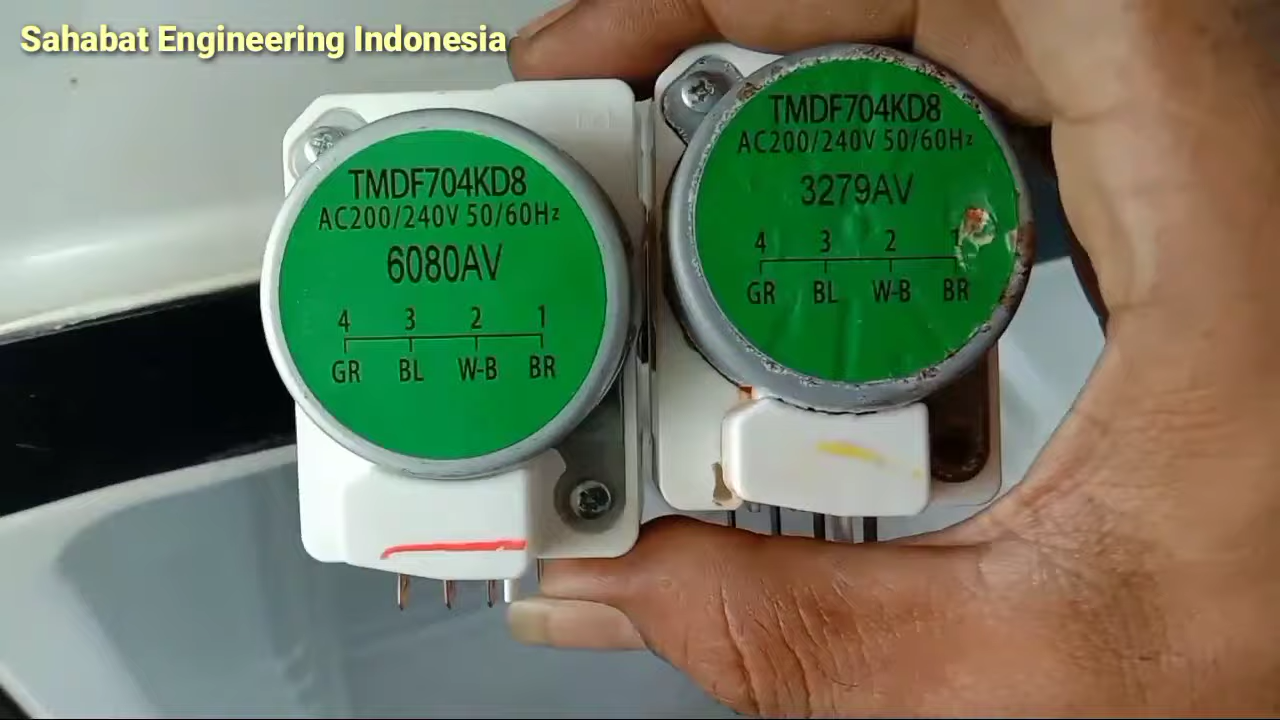 Sahabat Engineering Indonesia
TMDF704KD8
AC200/240V 50/60Hz
6080AV
4 3 2 1
GR BL W-B BR
TMDF704KD8
AC200/240V 50/60Hz
3279AV
4 3 2 1
GR BL W-B BR